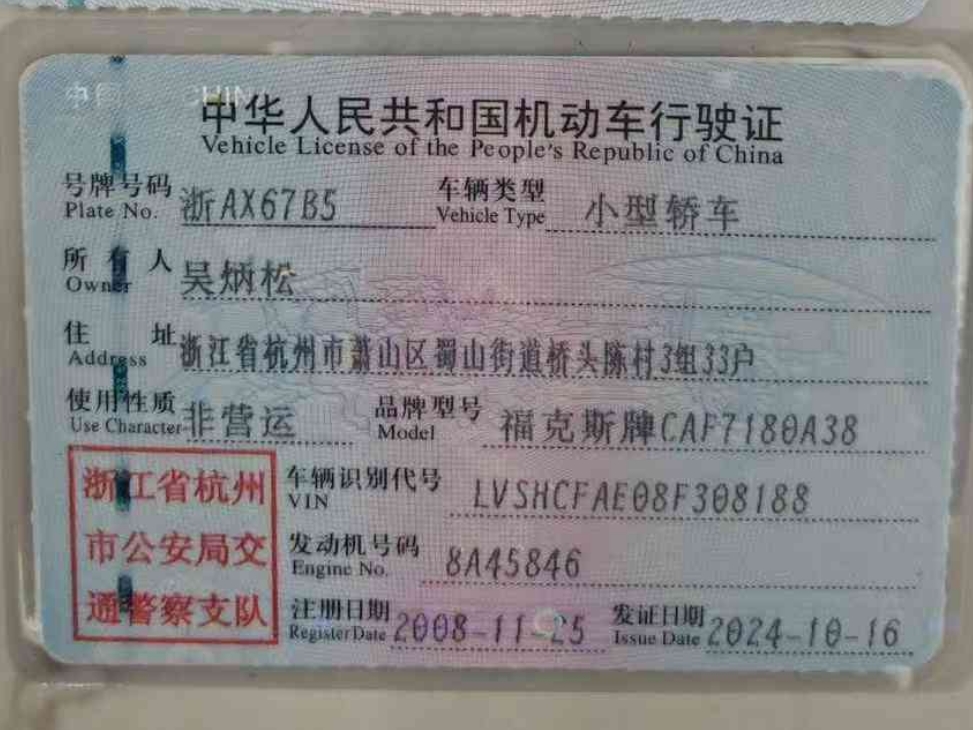 中华人民共和国机动车行驶证
Vehicle License of the People's Republic of China
号牌号码 浙AX67B5 车辆类型 小型轿车
Plate No. Vehicle Type
所有人 吴炳松
Owner
住址 浙江省杭州市萧山区蜀山街道桥头陈村3组33户
Address
使用性质 非营运 品牌型号 福克斯牌CAF7180A38
Use Character Model
浙江省杭州
市公安局交
通警察支队
车辆识别代号 LVSHCFAE08F308188
VIN
发动机号码 8A45846
Engine No.
注册日期 2008-11-25 发证日期 2024-10-16
Register Date Issue Date